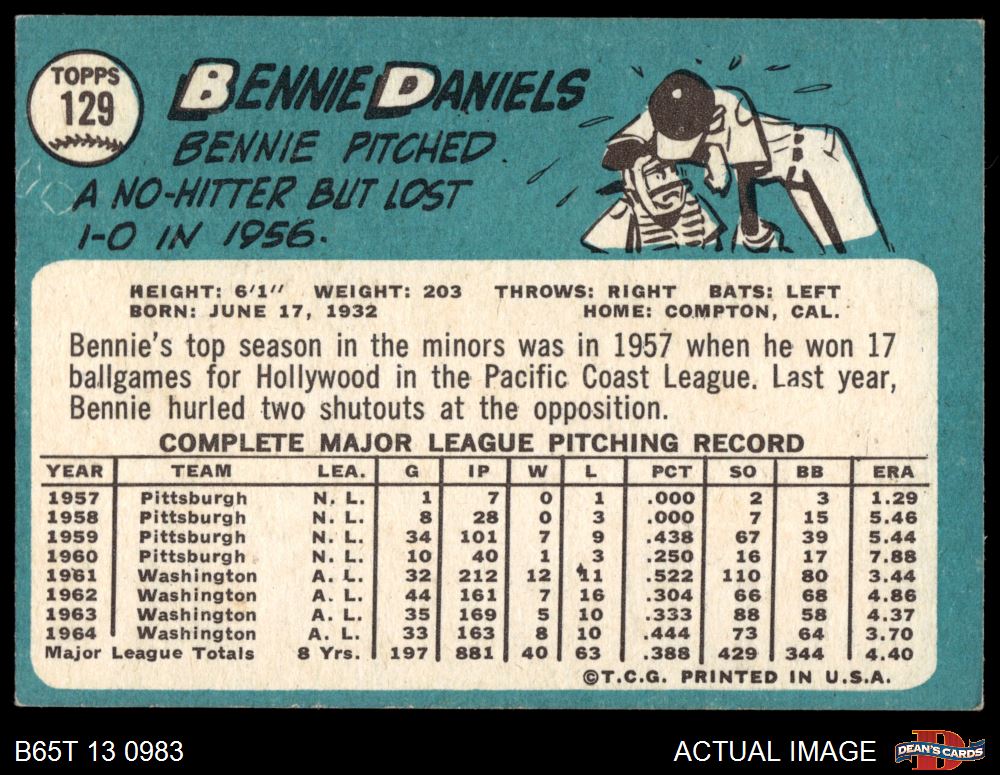 TOPPS
129
BENNIE DANIELS
BENNIE PITCHED
A NO-HITTER BUT LOST
1-0 IN 1956.
HEIGHT: 6'1" WEIGHT: 203 THROWS: RIGHT BATS: LEFT
BORN: JUNE 17, 1932 HOME: COMPTON, CAL.
Bennie's top season in the minors was in 1957 when he won 17
ballgames for Hollywood in the Pacific Coast League. Last year,
Bennie hurled two shutouts at the opposition.
COMPLETE MAJOR LEAGUE PITCHING RECORD
YEAR TEAM LEA. G IP W L PCT SO BB ERA
1957 Pittsburgh N. L. 1 7 0 1 .000 2 3 1.29
1958 Pittsburgh N. L. 8 28 0 3 .000 7 15 5.46
1959 Pittsburgh N. L. 34 101 7 9 .438 67 39 5.44
1960 Pittsburgh N. L. 10 40 1 3 .250 16 17 7.88
1961 Washington A. L. 32 212 12 11 .522 110 80 3.44
1962 Washington A. L. 44 161 7 16 .304 66 68 4.86
1963 Washington A. L. 35 169 5 10 .333 88 58 4.37
1964 Washington A. L. 33 163 8 10 .444 73 64 3.70
Major League Totals 8 Yrs. 197 881 40 63 .388 429 344 4.40
©T.C.G. PRINTED IN U.S.A.
B65T 13 0983 ACTUAL IMAGE DEAN'S CARDS